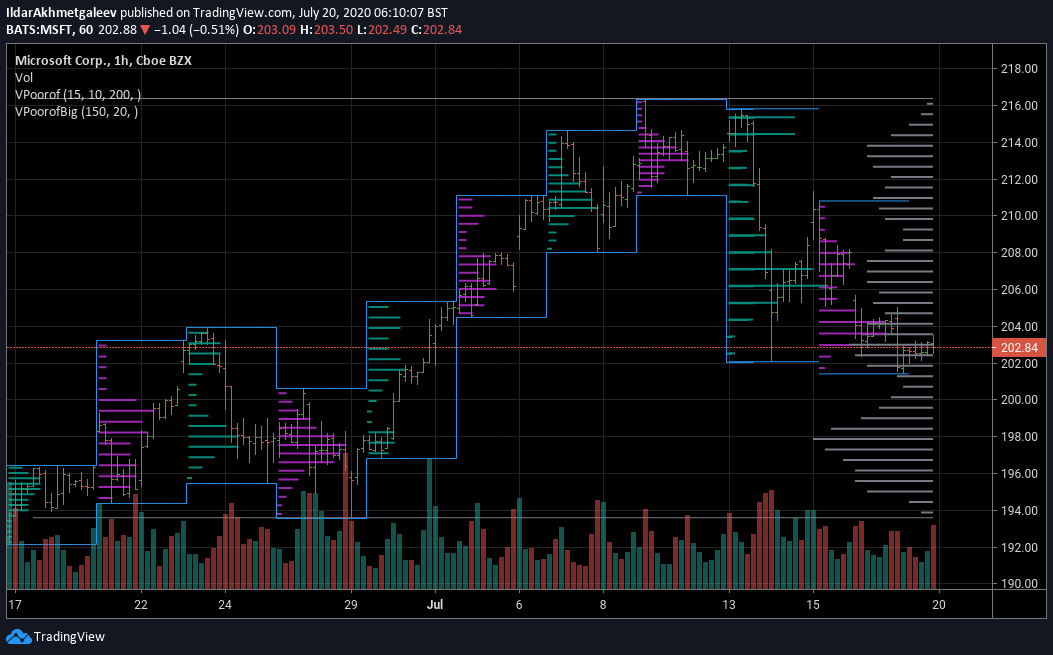 IldarAkhmetgaleev published on TradingView.com, July 20, 2020 06:10:07 BST
BATS:MSFT, 60 202.88 ▼ −1.04 (−0.51%) O:203.09 H:203.50 L:202.49 C:202.84
Microsoft Corp., 1h, Cboe BZX
Vol
VPoorof (15, 10, 200, )
VPoorofBig (150, 20, )
218.00
216.00
214.00
212.00
210.00
208.00
206.00
204.00
202.84
202.00
200.00
198.00
196.00
194.00
192.00
190.00
17 22 24 29 Jul 6 8 13 15 20
TradingView